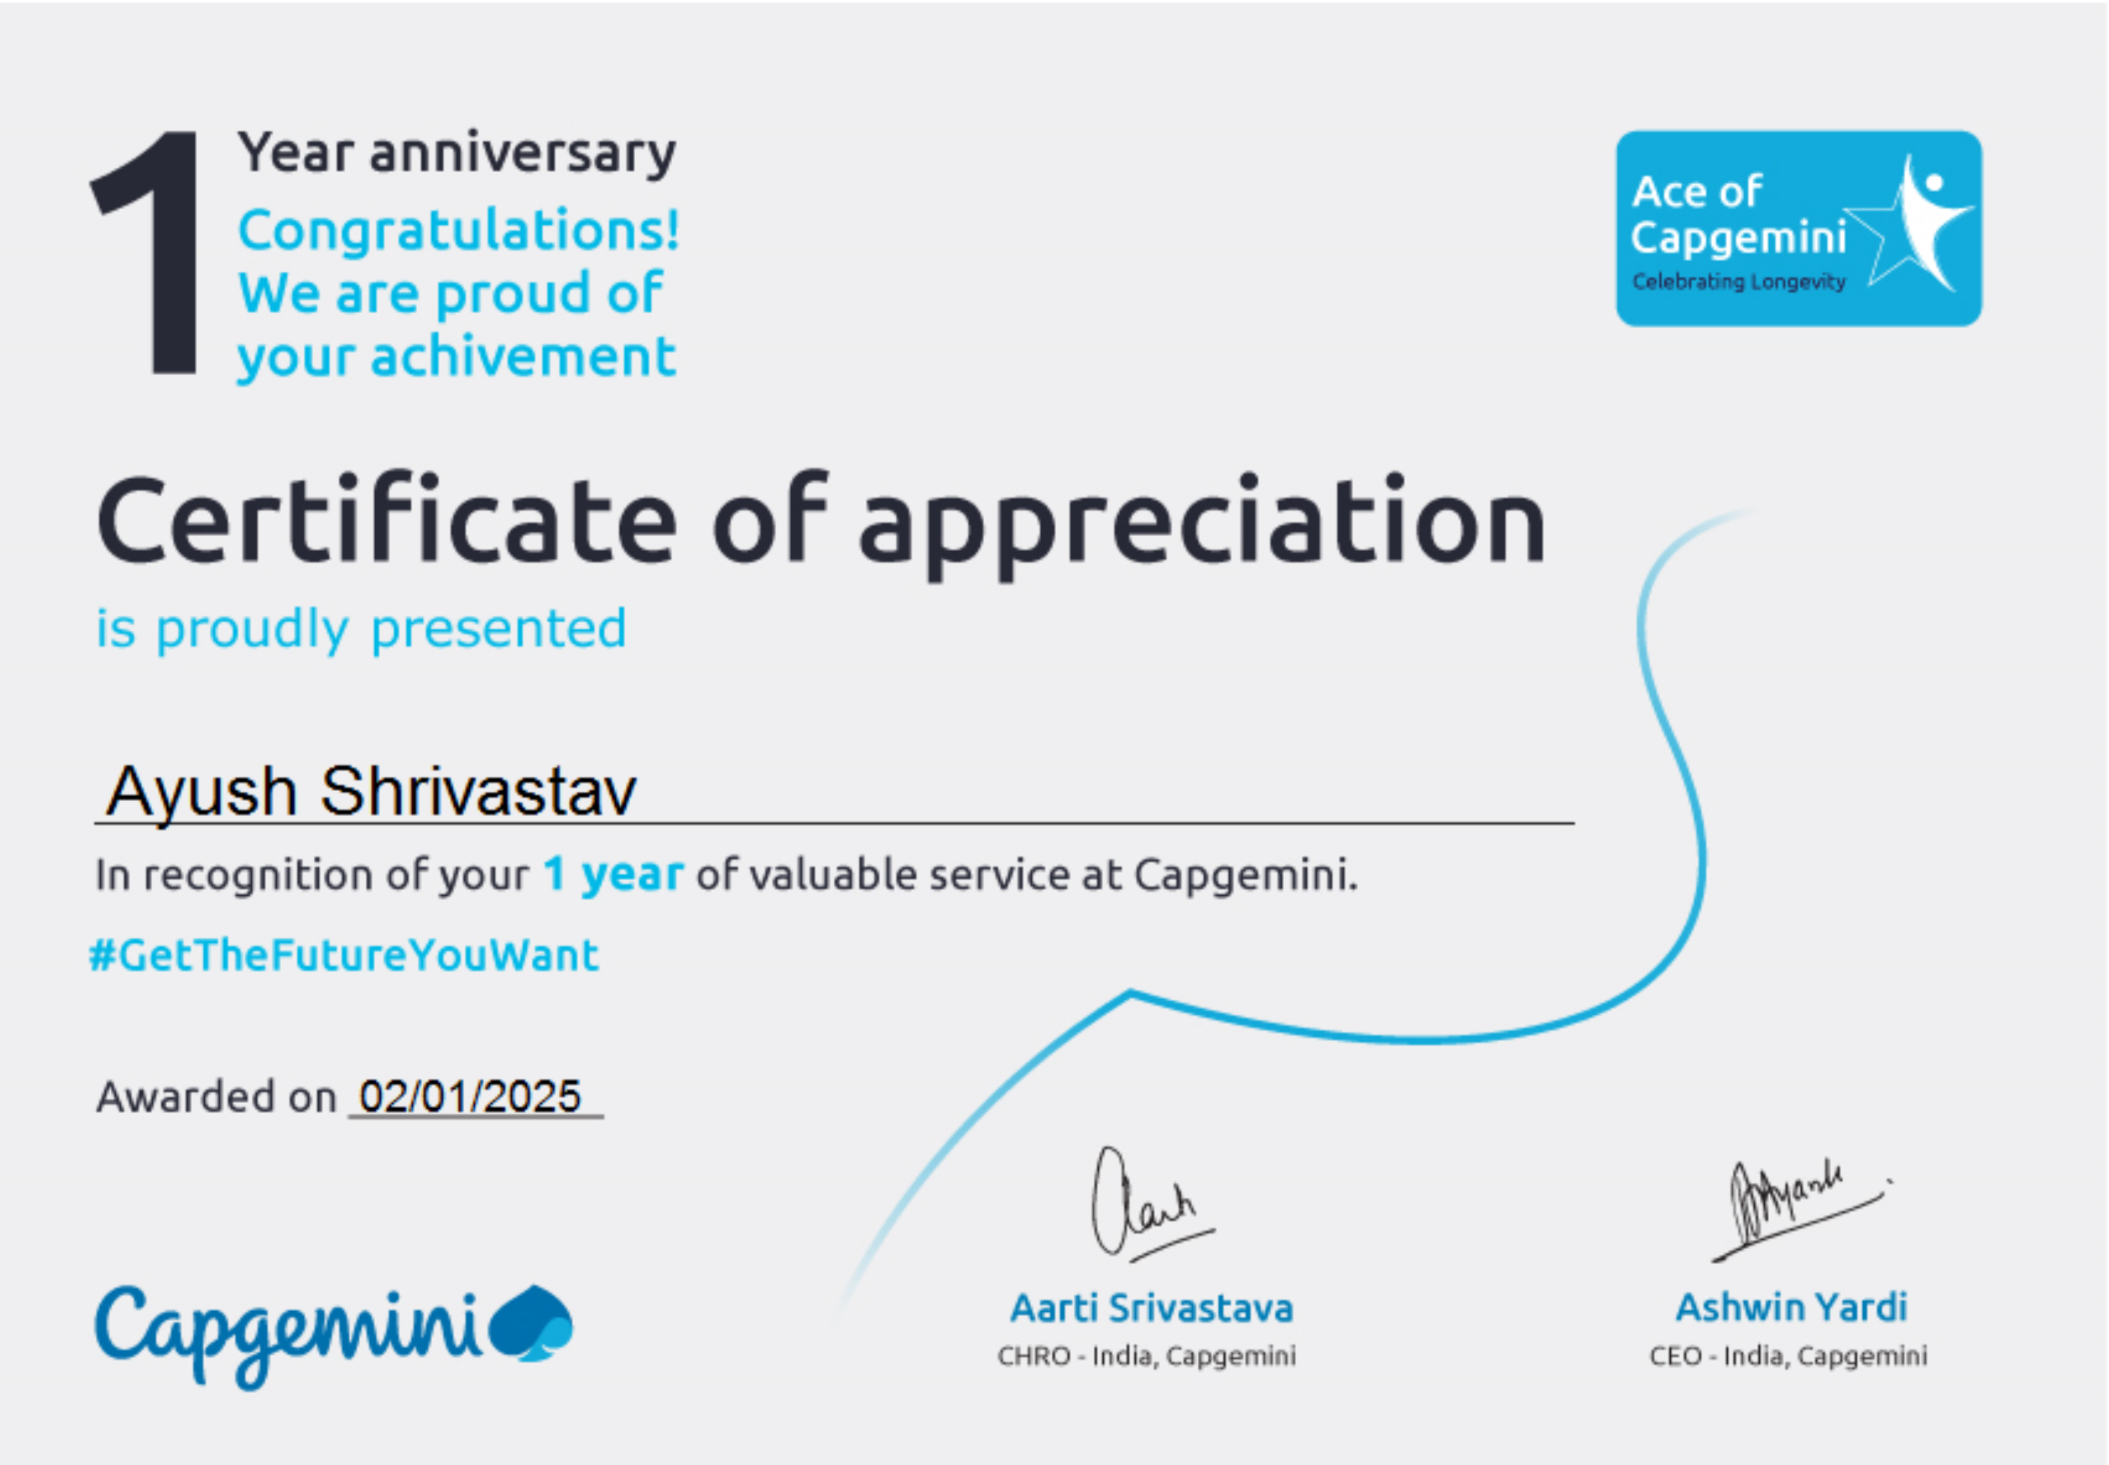 1
Year anniversary
Congratulations!
We are proud of
your achivement
Ace of
Capgemini
Celebrating Longevity
Certificate of appreciation
is proudly presented
Ayush Shrivastav
In recognition of your 1 year of valuable service at Capgemini.
#GetTheFutureYouWant
Awarded on 02/01/2025
Capgemini
Aarti Srivastava
CHRO - India, Capgemini
Ashwin Yardi
CEO - India, Capgemini